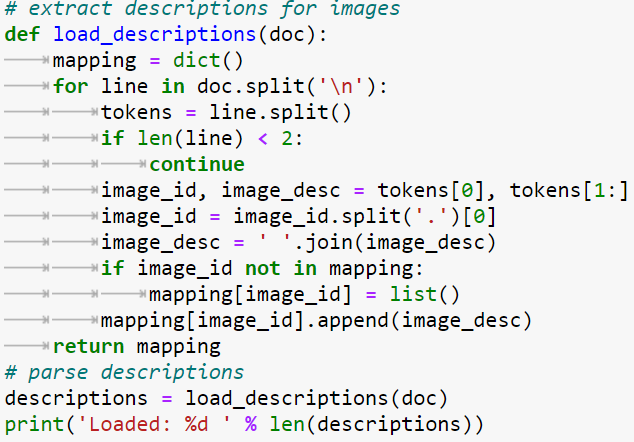 # extract descriptions for images
def load_descriptions(doc):
	mapping = dict()
	for line in doc.split('\n'):
		tokens = line.split()
		if len(line) < 2:
			continue
		image_id, image_desc = tokens[0], tokens[1:]
		image_id = image_id.split('.')[0]
		image_desc = ' '.join(image_desc)
		if image_id not in mapping:
			mapping[image_id] = list()
		mapping[image_id].append(image_desc)
	return mapping
# parse descriptions
descriptions = load_descriptions(doc)
print('Loaded: %d ' % len(descriptions))